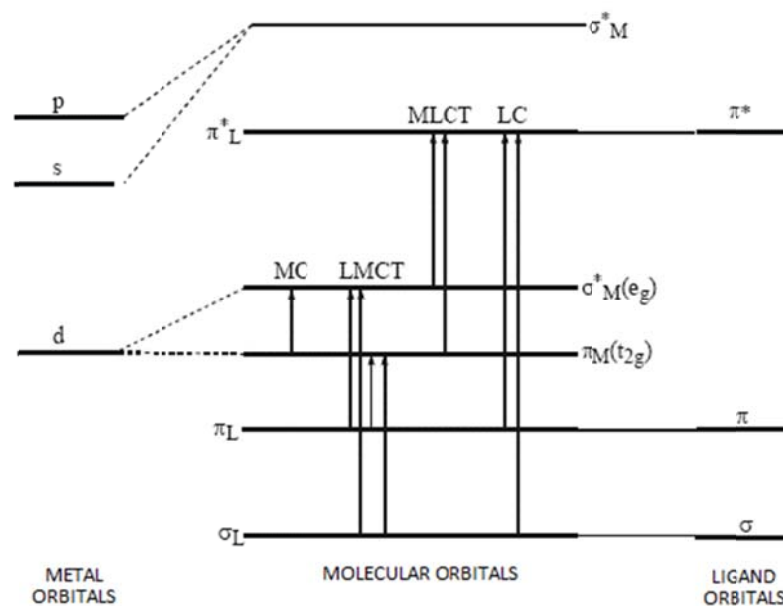 σ*M
p
MLCT LC
π*
π*L
s
MC LMCT
σ*M(eg)
d
πM(t2g)
πL
π
σL
σ
METAL
ORBITALS
MOLECULAR ORBITALS
LIGAND
ORBITALS